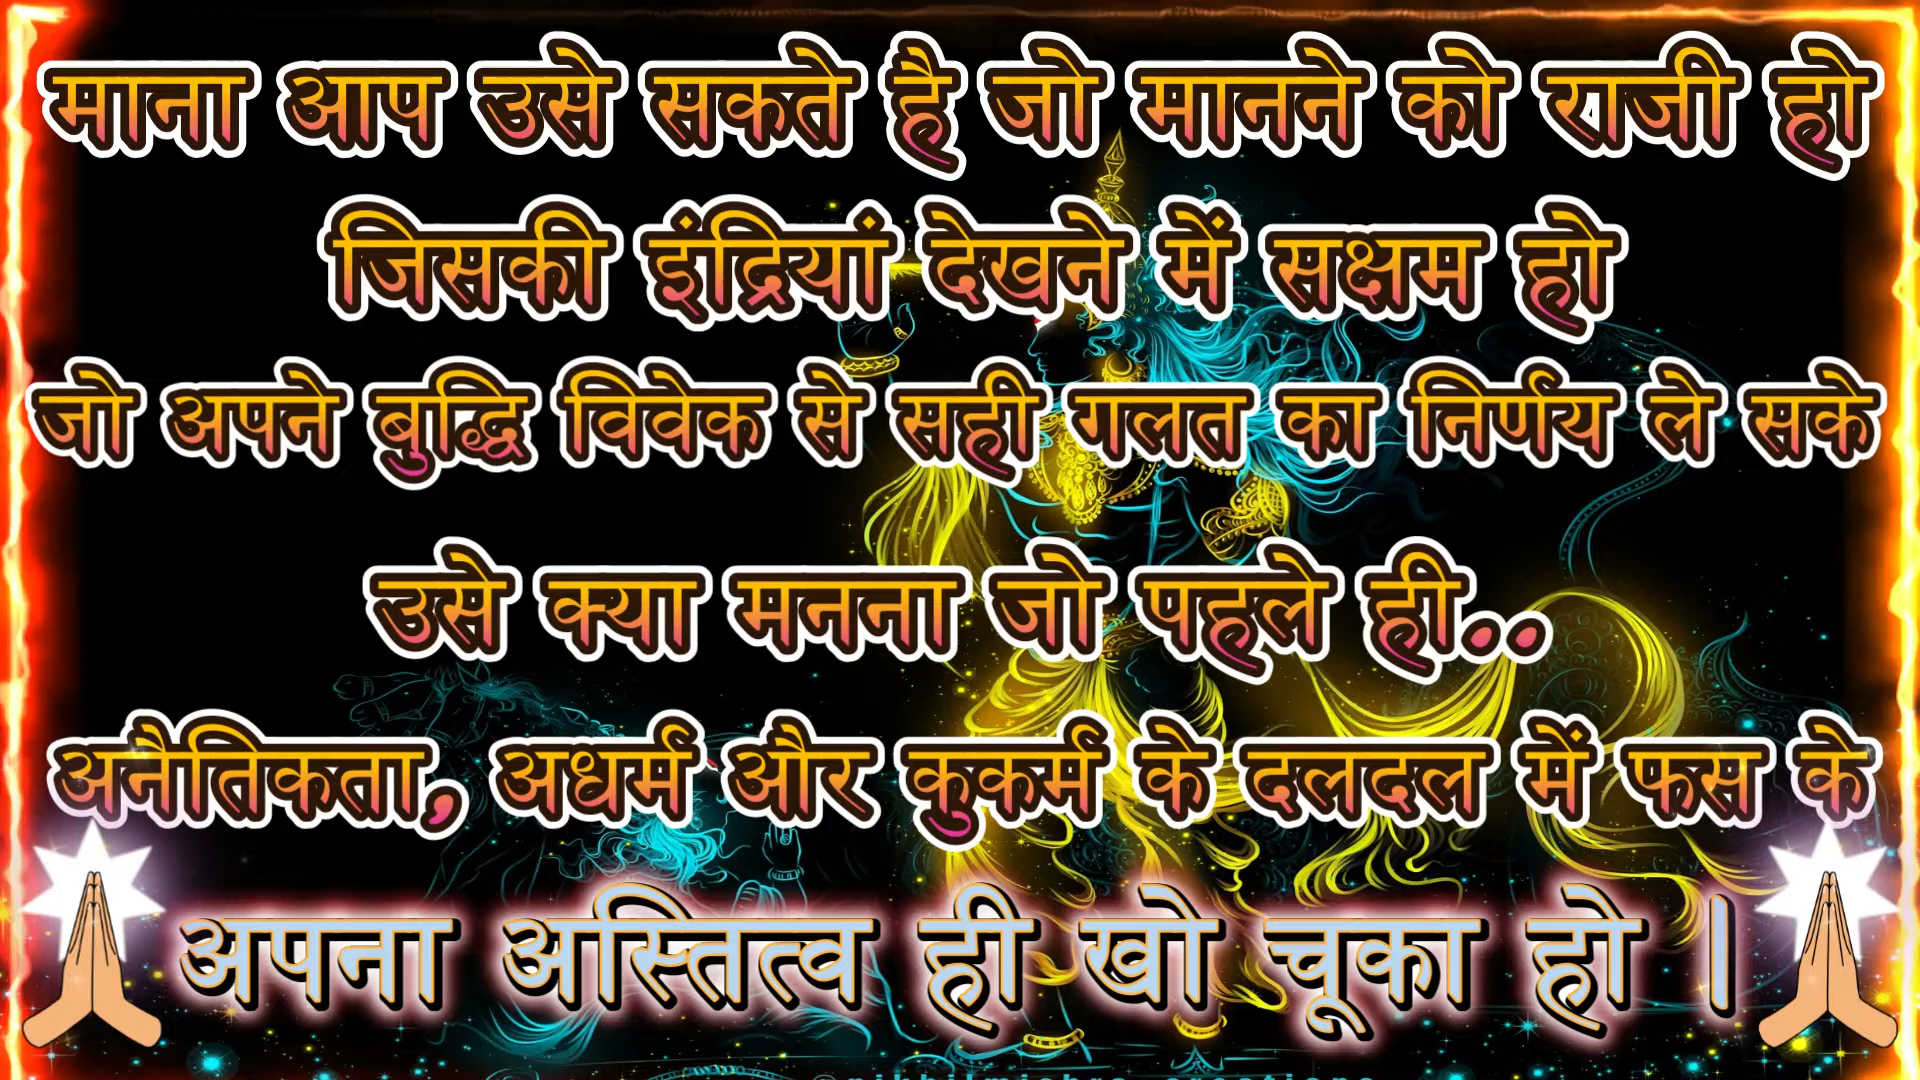 माना आप उसे सकते है जो मानने को राजी हो
जिसकी इंद्रियां देखने में सक्षम हो
जो अपने बुद्धि विवेक से सही गलत का निर्णय ले सके
उसे क्या मनना जो पहले ही..
अनैतिकता, अधर्म और कुकर्म के दलदल में फस के
अपना अस्तित्व ही खो चूका हो ।